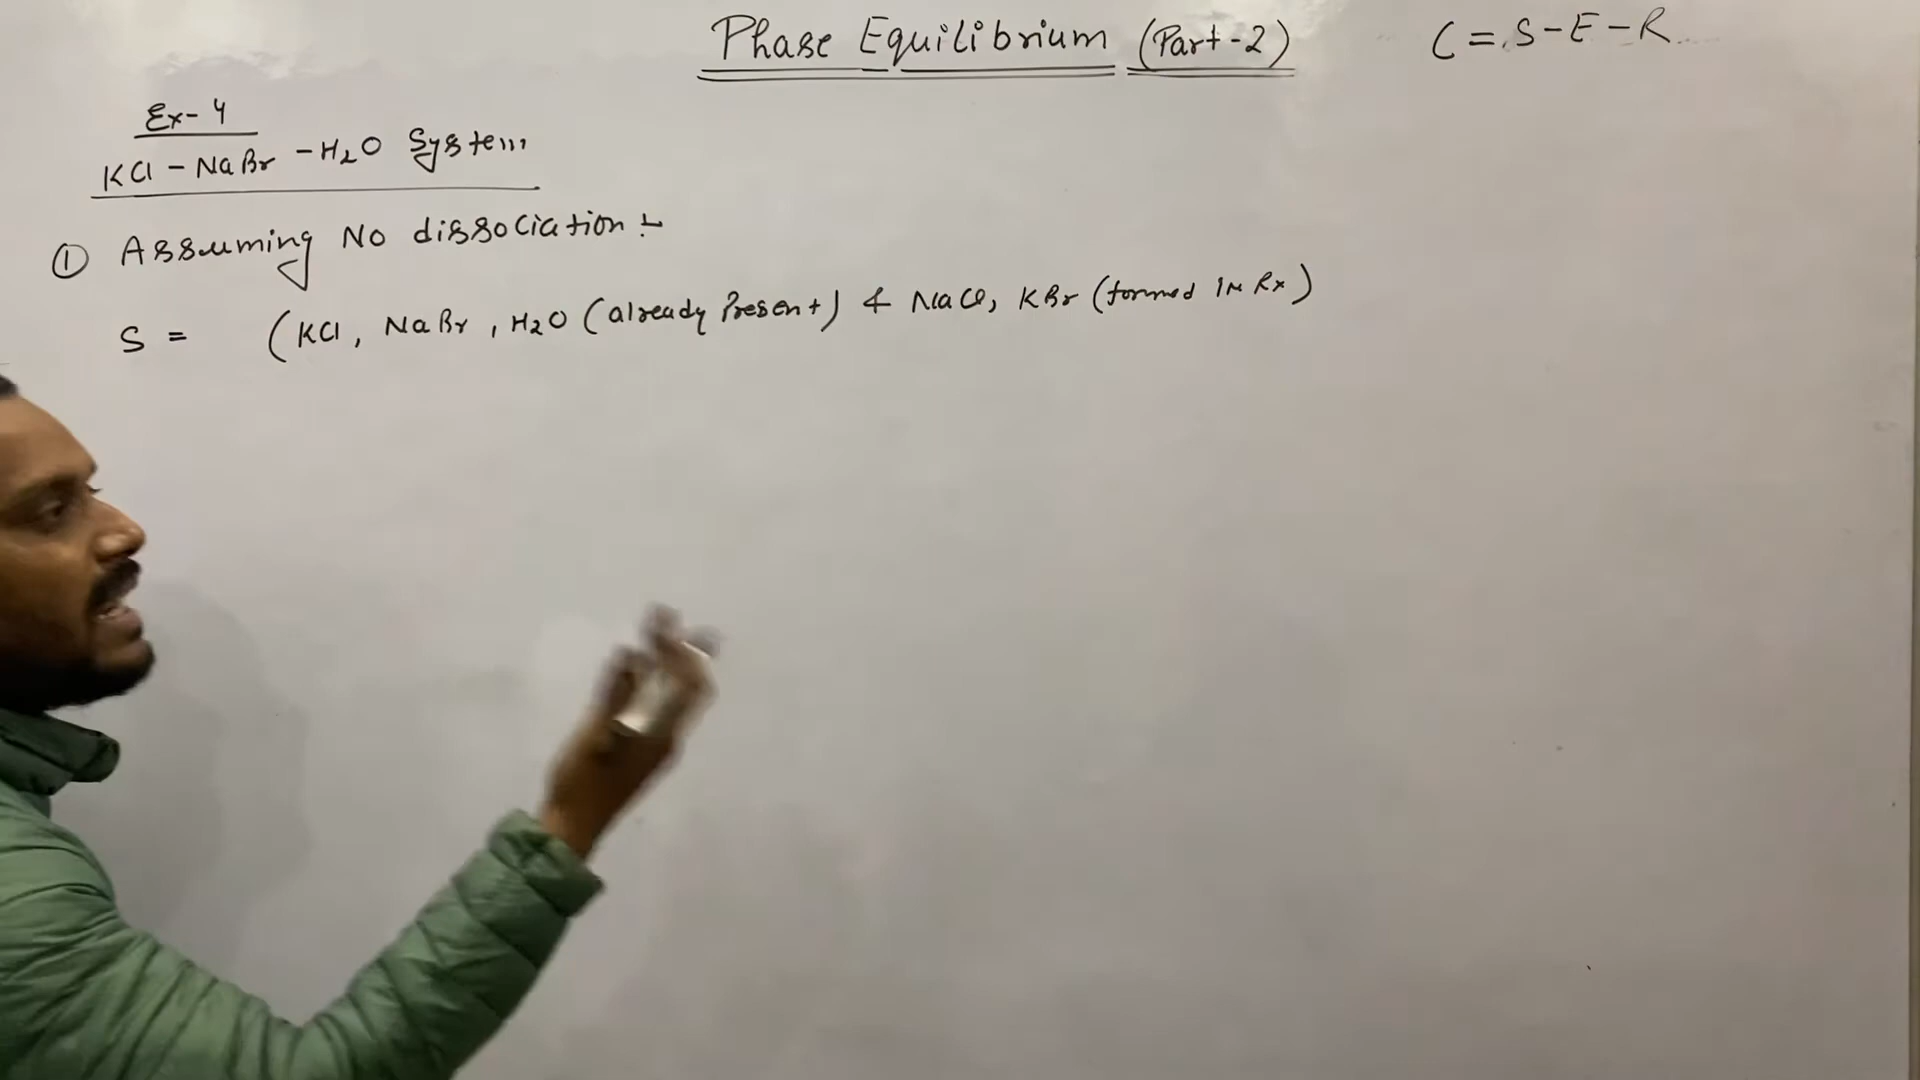 Phase Equilibrium (Part-2)
C = S-E-R
Ex-4
KCl - NaBr - H2O System
① Assuming No dissociation :-
S = (KCl, NaBr, H2O (already Present) & NaCl, KBr (formed in Rx)